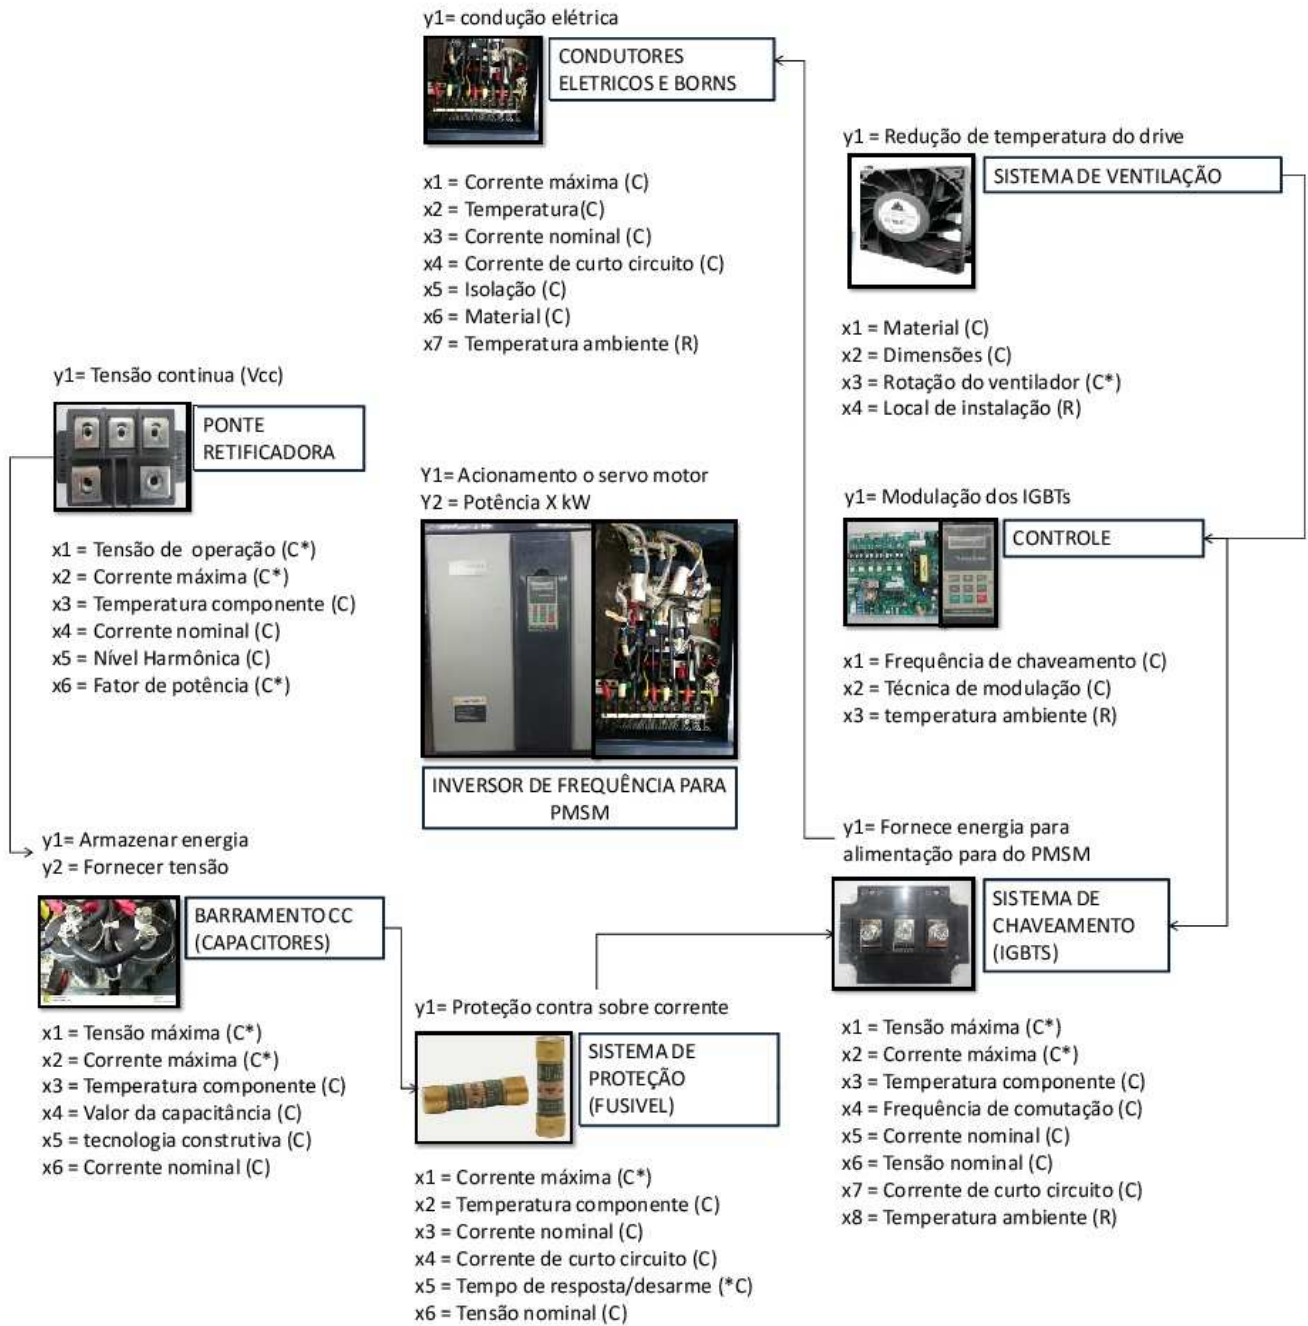 y1= condução elétrica
CONDUTORES
ELETRICOS E BORNS
x1 = Corrente máxima (C)
x2 = Temperatura(C)
x3 = Corrente nominal (C)
x4 = Corrente de curto circuito (C)
x5 = Isolação (C)
x6 = Material (C)
x7 = Temperatura ambiente (R)
y1 = Redução de temperatura do drive
SISTEMA DE VENTILAÇÃO
x1 = Material (C)
x2 = Dimensões (C)
x3 = Rotação do ventilador (C*)
x4 = Local de instalação (R)
y1= Tensão continua (Vcc)
PONTE
RETIFICADORA
x1 = Tensão de operação (C*)
x2 = Corrente máxima (C*)
x3 = Temperatura componente (C)
x4 = Corrente nominal (C)
x5 = Nível Harmônica (C)
x6 = Fator de potência (C*)
Y1= Acionamento o servo motor
Y2 = Potência X kW
INVERSOR DE FREQUÊNCIA PARA
PMSM
y1= Modulação dos IGBTs
CONTROLE
x1 = Frequência de chaveamento (C)
x2 = Técnica de modulação (C)
x3 = temperatura ambiente (R)
y1= Armazenar energia
y2 = Fornecer tensão
BARRAMENTO CC
(CAPACITORES)
x1 = Tensão máxima (C*)
x2 = Corrente máxima (C*)
x3 = Temperatura componente (C)
x4 = Valor da capacitância (C)
x5 = tecnologia construtiva (C)
x6 = Corrente nominal (C)
y1= Proteção contra sobre corrente
SISTEMA DE
PROTEÇÃO
(FUSIVEL)
x1 = Corrente máxima (C*)
x2 = Temperatura componente (C)
x3 = Corrente nominal (C)
x4 = Corrente de curto circuito (C)
x5 = Tempo de resposta/desarme (*C)
x6 = Tensão nominal (C)
y1= Fornece energia para
alimentação para do PMSM
SISTEMA DE
CHAVEAMENTO
(IGBTS)
x1 = Tensão máxima (C*)
x2 = Corrente máxima (C*)
x3 = Temperatura componente (C)
x4 = Frequência de comutação (C)
x5 = Corrente nominal (C)
x6 = Tensão nominal (C)
x7 = Corrente de curto circuito (C)
x8 = Temperatura ambiente (R)